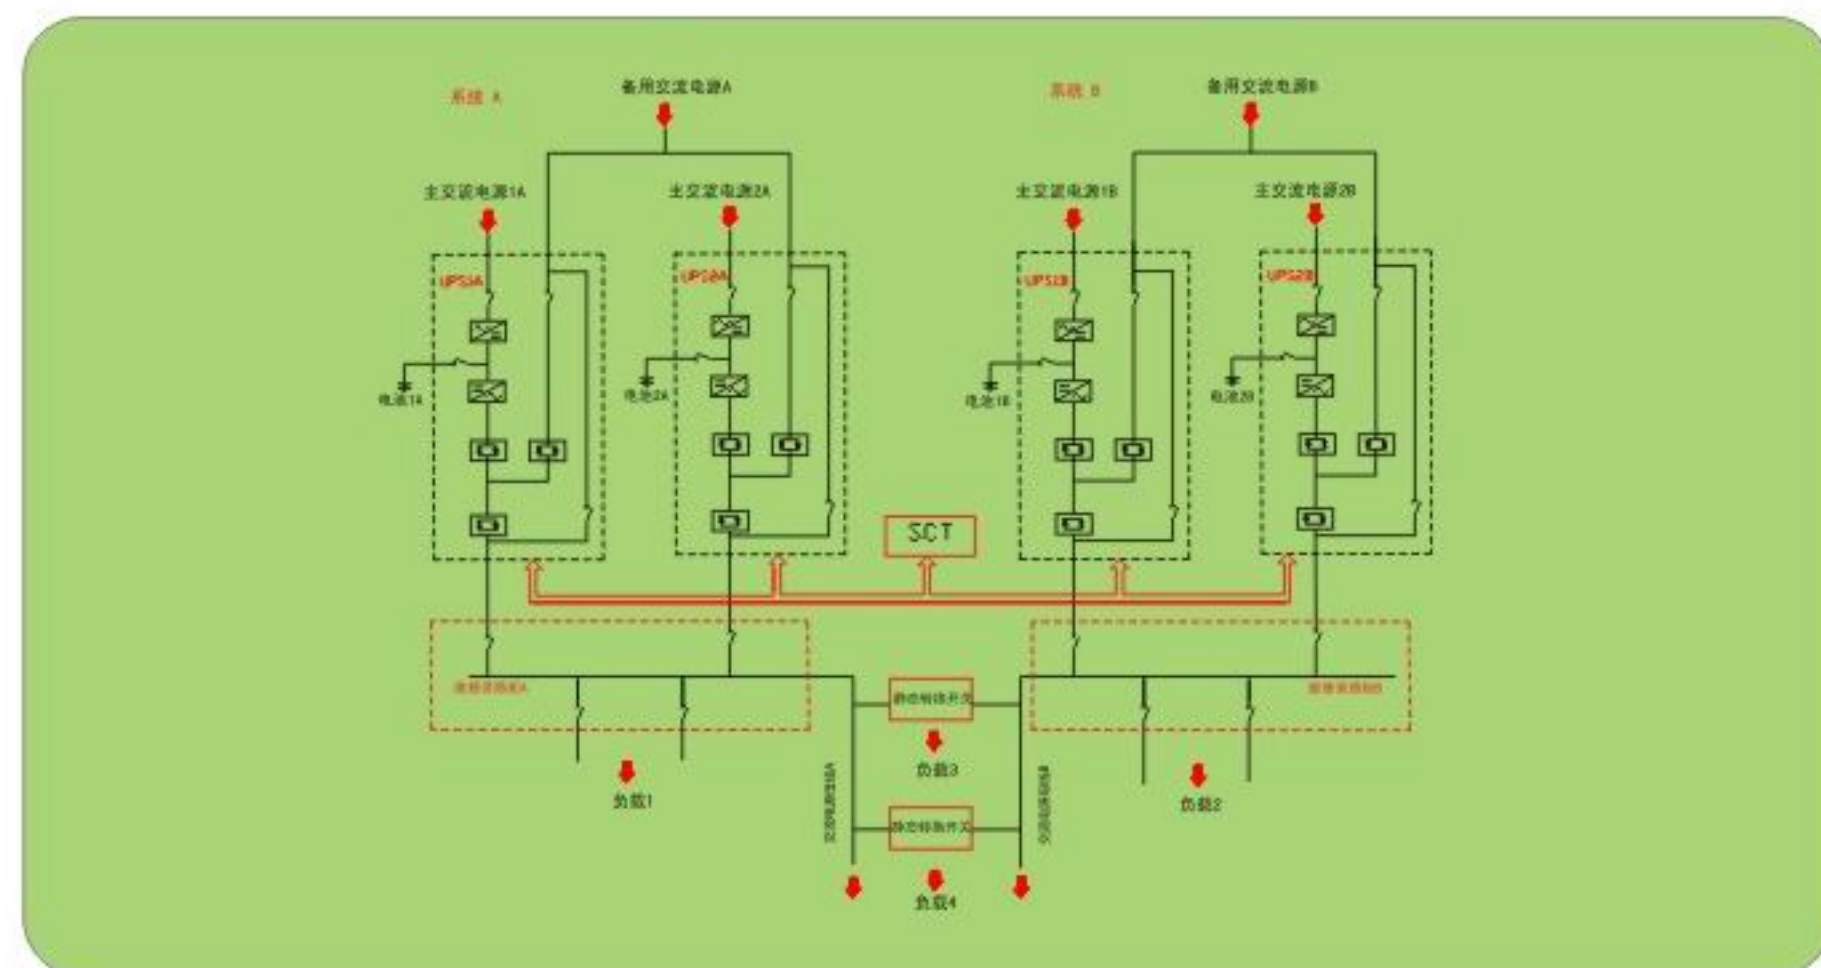 系统 A
备用交流电源A
系统 B
备用交流电源B
主交流电源1A
主交流电源2A
主交流电源1B
主交流电源2B
UPS2A
UPS2B
电池1A
电池2A
电池1B
电池2B
SCT
静态转换开关
负载3
负载1
负载2
静态转换开关
负载4